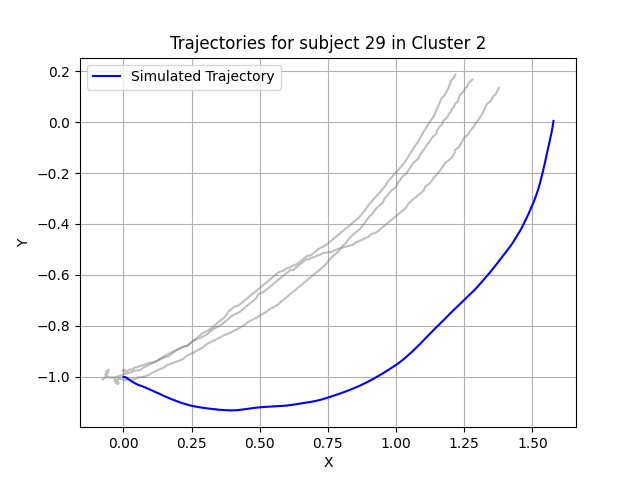 Trajectories for subject 29 in Cluster 2
Simulated Trajectory
0.2
0.0
−0.2
−0.4
−0.6
−0.8
−1.0
Y
0.00 0.25 0.50 0.75 1.00 1.25 1.50
X